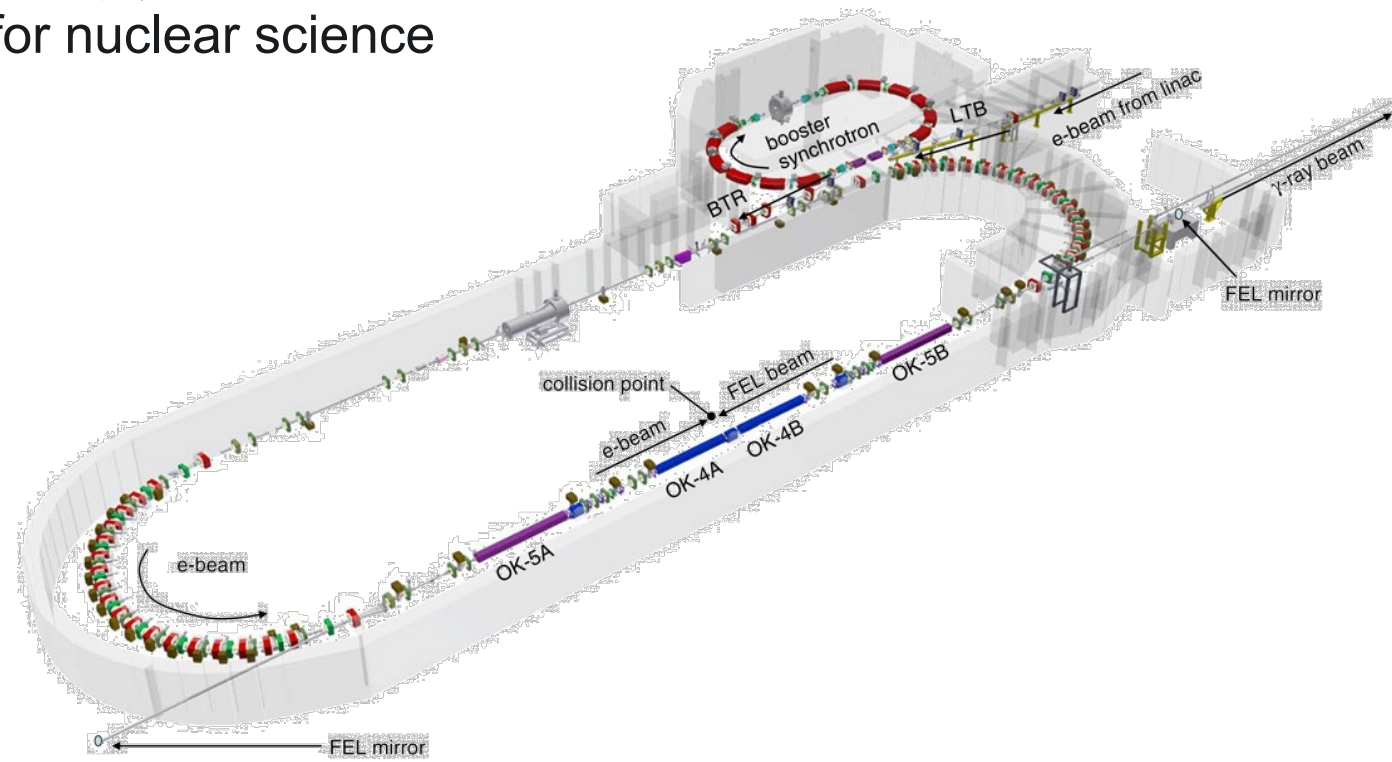 for nuclear science
booster
synchrotron
LTB
e-beam from linac
γ-ray beam
BTR
FEL mirror
OK-5B
FEL beam
collision point
OK-4B
e-beam
OK-4A
OK-5A
e-beam
FEL mirror